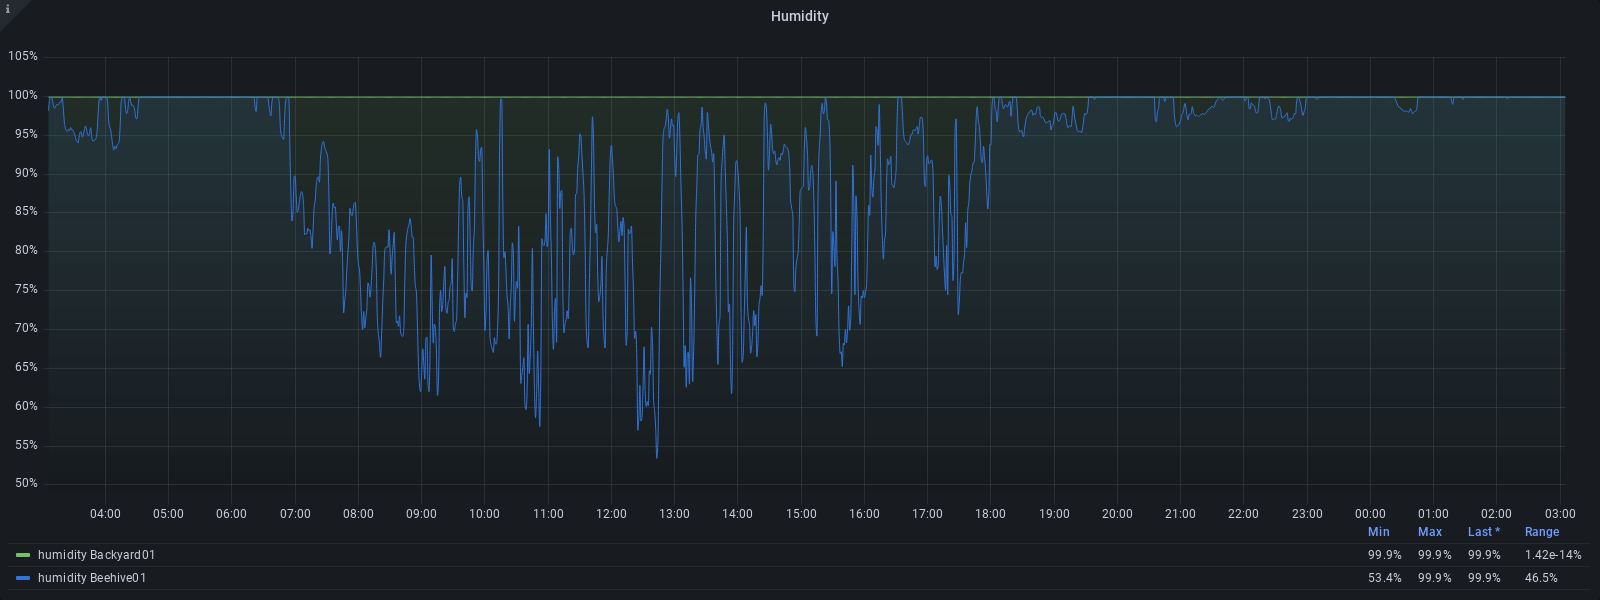 i
Humidity
105%
100%
95%
90%
85%
80%
75%
70%
65%
60%
55%
50%
04:00 05:00 06:00 07:00 08:00 09:00 10:00 11:00 12:00 13:00 14:00 15:00 16:00 17:00 18:00 19:00 20:00 21:00 22:00 23:00 00:00 01:00 02:00 03:00
Min Max Last * Range
humidity Backyard01 99.9% 99.9% 99.9% 1.42e-14%
humidity Beehive01 53.4% 99.9% 99.9% 46.5%